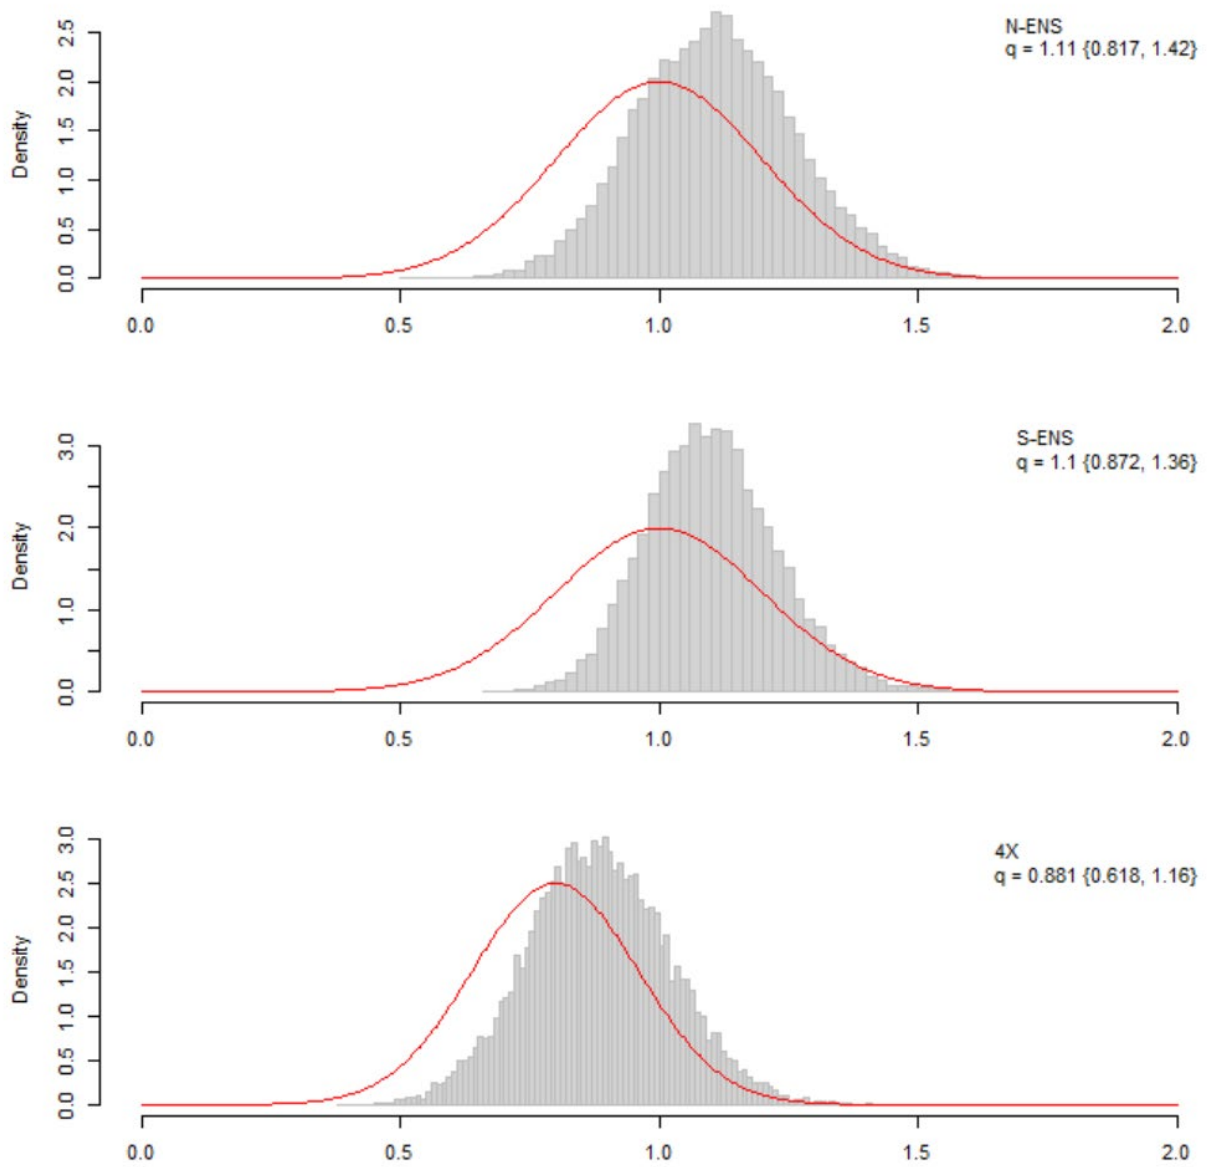 N-ENS
q = 1.11 {0.817, 1.42}
Density
0.0 0.5 1.0 1.5 2.0 2.5
0.0 0.5 1.0 1.5 2.0
S-ENS
q = 1.1 {0.872, 1.36}
Density
0.0 1.0 2.0 3.0
0.0 0.5 1.0 1.5 2.0
4X
q = 0.881 {0.618, 1.16}
Density
0.0 0.5 1.0 1.5 2.0 2.5 3.0
0.0 0.5 1.0 1.5 2.0